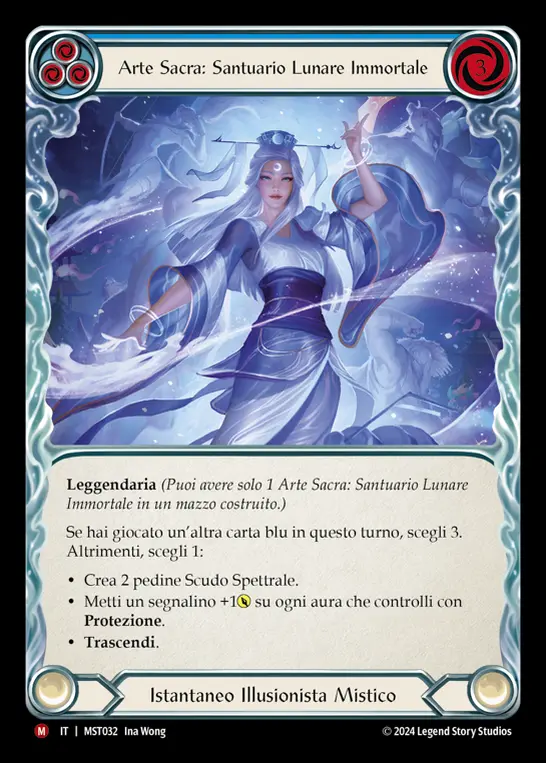 Arte Sacra: Santuario Lunare Immortale
3
Leggendaria (Puoi avere solo 1 Arte Sacra: Santuario Lunare
Immortale in un mazzo costruito.)
Se hai giocato un'altra carta blu in questo turno, scegli 3.
Altrimenti, scegli 1:
• Crea 2 pedine Scudo Spettrale.
• Metti un segnalino +1 su ogni aura che controlli con
Protezione.
• Trascendi.
Istantaneo Illusionista Mistico
M IT | MST032 Ina Wong
© 2024 Legend Story Studios